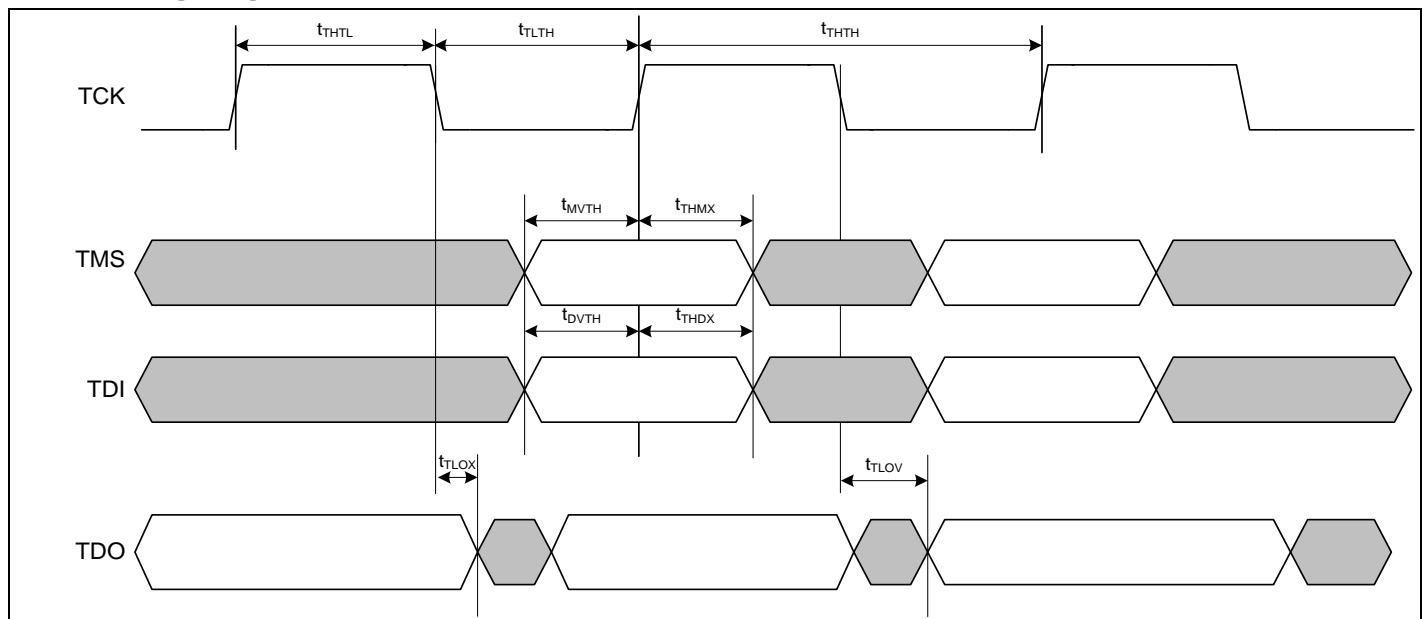 tTHTL tTLTH tTHTH
TCK
tMVTH tTHMX
TMS
tDVTH tTHDX
TDI
tTLOX tTLOV
TDO